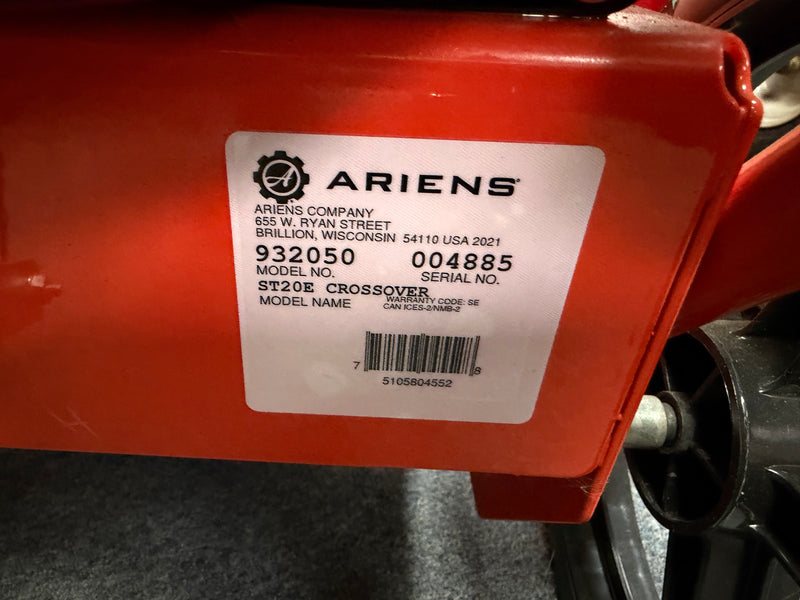 A ARIENS
ARIENS COMPANY
655 W. RYAN STREET
BRILLION, WISCONSIN 54110 USA 2021
932050 004885
MODEL NO. SERIAL NO.
ST20E CROSSOVER
MODEL NAME WARRANTY CODE: SE
CAN ICES-2/NMB-2
7 8
5105804552